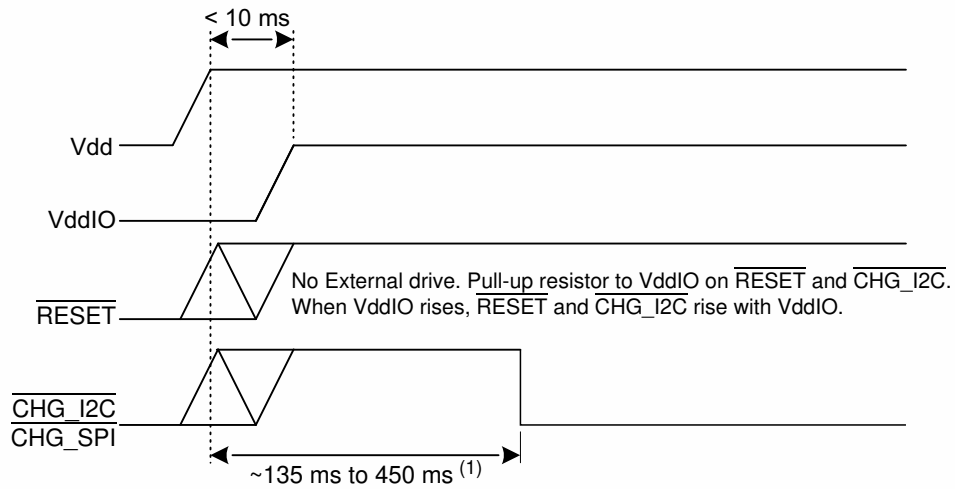 < 10 ms
Vdd
VddIO
No External drive. Pull-up resistor to VddIO on RESET and CHG_I2C.
When VddIO rises, RESET and CHG_I2C rise with VddIO.
RESET
CHG_I2C
CHG_SPI
~135 ms to 450 ms (1)